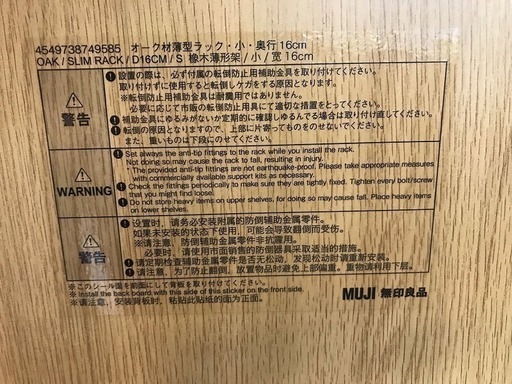 4549738749585 オーク材薄型ラック・小・奥行16cm
OAK / SLIM RACK / D16CM / S 橡木薄形架 / 小 / 宽 16cm
警告
❶設置の際は、必ず付属の転倒防止用補助金具を取り付けてください。
取り付けずに使用すると転倒しケガをする恐れがあります。
※転倒防止用補助金具は耐震用ではありません。
必要に応じて市販の転倒防止用具にて適切な措置をとってください。
❶補助金具にゆるみがないか定期的に確認しゆるんでる場合は取り付け直してください。
❶転倒の原因となりますので、上部に片寄ってものをのせないでください。
また、重いものは下段にのせてください。
WARNING
❶Set always the anti-tip fittings to the rack while you install the rack.
Not doing so may cause the rack to fall, resulting in injury.
* The provided anti-tip fittings are not earthquake-proof. Please take appropriate measures
with commercially available support kits as necessary.
❶Check the fittings periodically to make sure they are tightly fixed. Tighten every bolt/screw
that you might find loose.
❶Do not store heavy items on upper shelves, for doing so may cause fall. Place heavy items
on lower shelves.
警告
❶设置时，请务必安装附属的防倒辅助金属零件。
如果未安装的状态下使用，可能会导致翻倒而受伤。
※请注意，防倒辅助金属零件非抗震用。
必要时，请使用市面销售的防倒器具采取适当的措施。
❶请定期检查辅助金属零件是否无松动，发现松动时请重新安装。
❶请注意，为了防止翻倒，放置物品时避免上部偏重，重物请利用下层。
※このシール面を前面にして背板を取り付けてください。
※Install the back board with this side of this sticker on the front side.
※请注意，安装背板时，粘贴此贴纸的面为正面。
MUJI 無印良品